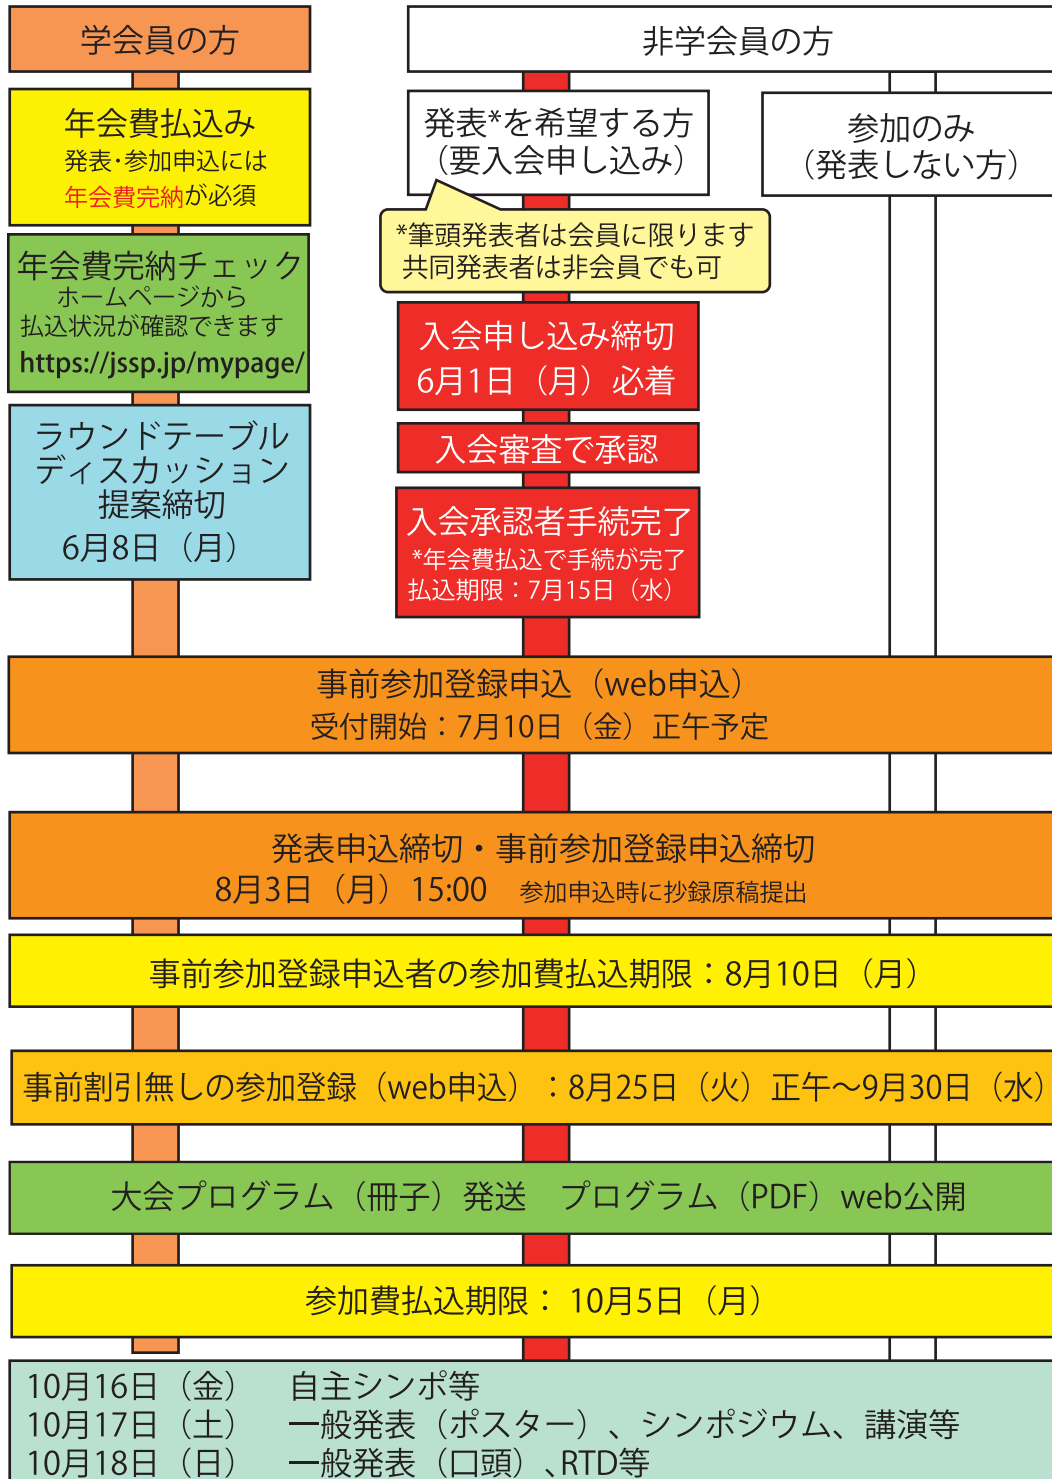 学会員の方
年会費払込み
発表･参加申込には
年会費完納が必須
年会費完納チェック
ホームページから
払込状況が確認できます
https://jssp.jp/mypage/
ラウンドテーブル
ディスカッション
提案締切
6月8日（月）
非学会員の方
発表*を希望する方
（要入会申し込み）
*筆頭発表者は会員に限ります
共同発表者は非会員でも可
入会申し込み締切
6月1日（月）必着
入会審査で承認
入会承認者手続完了
*年会費払込で手続が完了
払込期限：7月15日（水）
参加のみ
（発表しない方）
事前参加登録申込（web申込）
受付開始：7月10日（金）正午予定
発表申込締切・事前参加登録申込締切
8月3日（月）15:00　参加申込時に抄録原稿提出
事前参加登録申込者の参加費払込期限：8月10日（月）
事前割引無しの参加登録（web申込）：8月25日（火）正午～9月30日（水）
大会プログラム（冊子）発送　プログラム（PDF）web公開
参加費払込期限： 10月5日（月）
10月16日（金）　自主シンポ等
10月17日（土）　一般発表（ポスター）、シンポジウム、講演等
10月18日（日）　一般発表（口頭）､RTD等